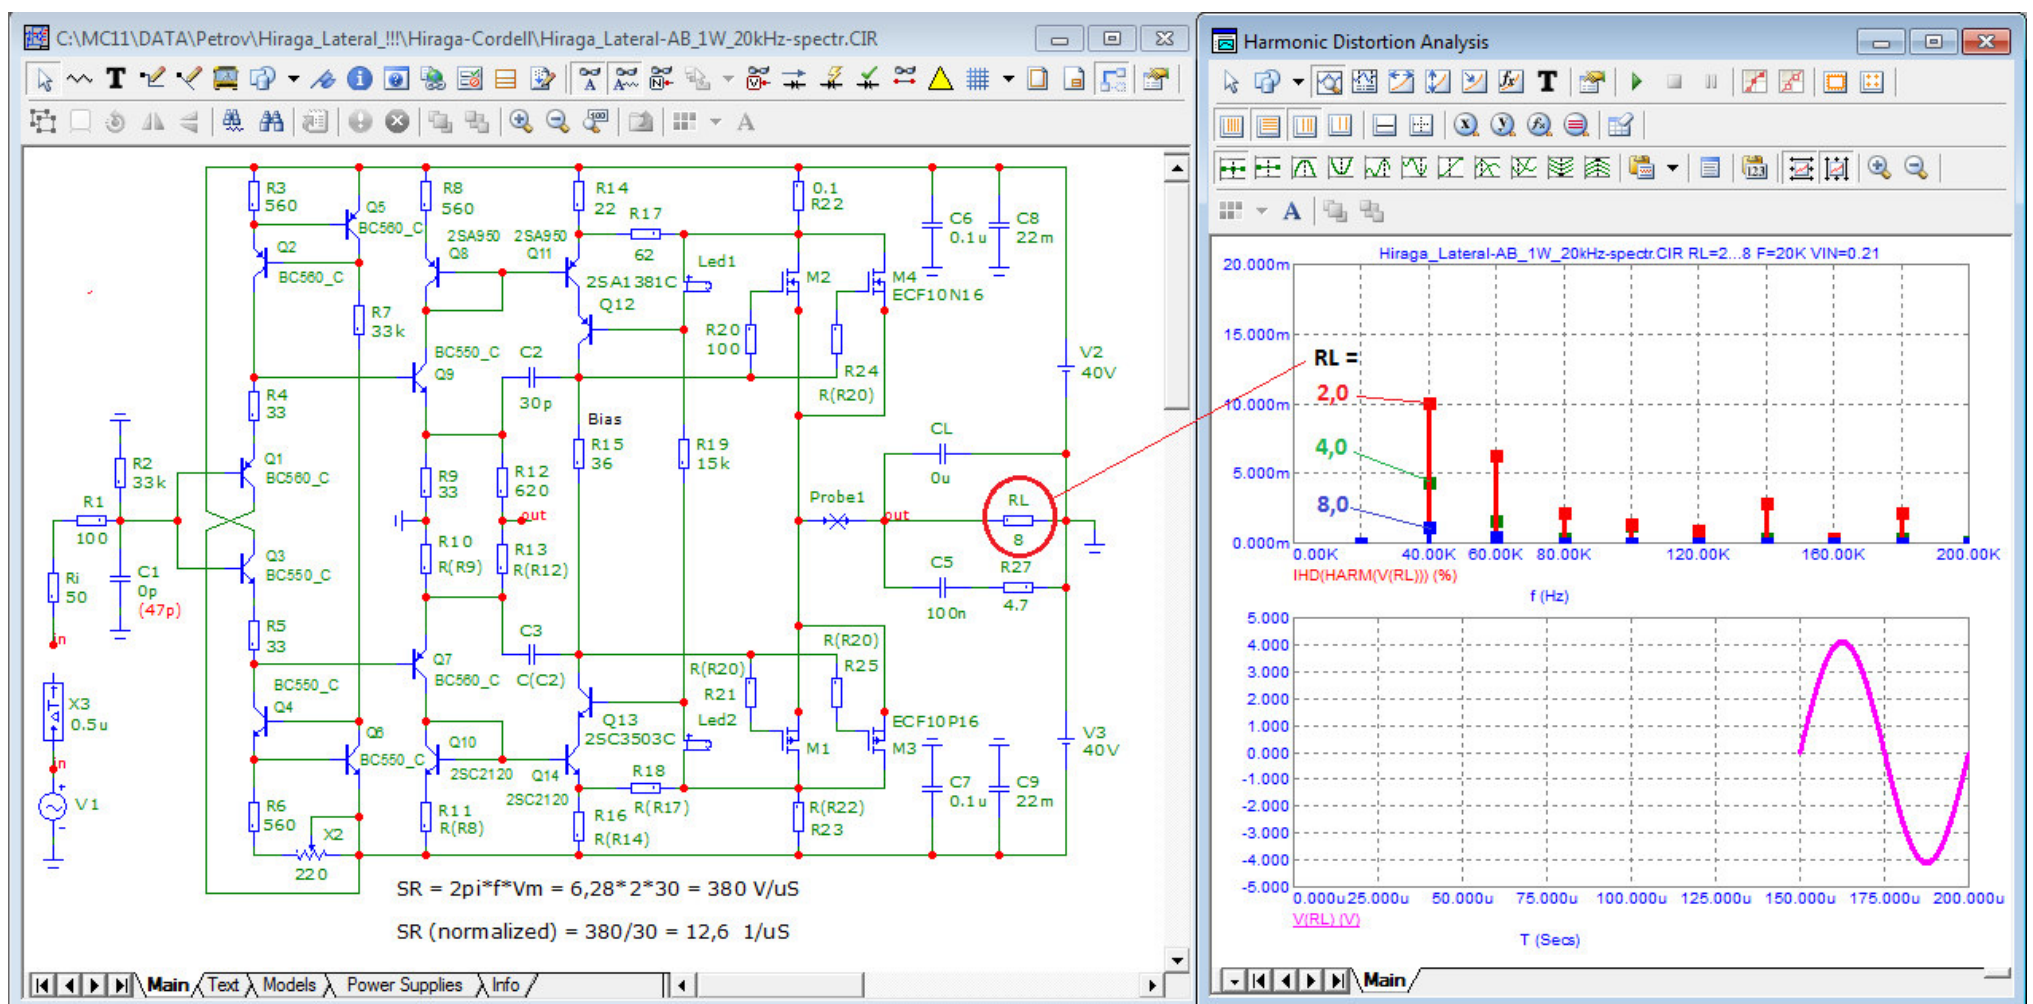 C:\MC11\DATA\Petrov\Hiraga_Lateral_!!!\Hiraga-Cordell\Hiraga_Lateral-AB_1W_20kHz-spectr.CIR
R3
560
Q5
BC560_C
Q2
BC560_C
R7
33k
R4
33
Q1
BC560_C
R2
33k
R1
100
Ri
50
C1
0p
(47p)
in
Q3
BC550_C
R5
33
BC550_C
Q4
X3
0.5u
in
V1
Q6
BC550_C
R6
560
X2
220
R8
560
2SA950
Q8
2SA950
Q11
R14
22
R17
62
2SA1381C
Q12
Led1
BC550_C
Q9
C2
30p
Bias
R15
36
R9
33
R12
620
out
R10
R(R9)
R13
R(R12)
C3
C(C2)
Q7
BC560_C
Q10
2SC2120
Q14
2SC2120
R11
R(R8)
Q13
2SC3503C
Led2
R18
R(R17)
R16
R(R14)
R19
15k
0.1
R22
M2
M4
ECF10N16
R20
100
R24
R(R20)
C6
0.1u
C8
22m
V2
40V
CL
0u
Probe1
out
RL
8
C5
100n
R27
4.7
R(R20)
R25
R(R20)
R21
M1
ECF10P16
M3
R(R22)
R23
C7
0.1u
C9
22m
V3
40V
SR = 2pi*f*Vm = 6,28*2*30 = 380 V/uS
SR (normalized) = 380/30 = 12,6 1/uS
Main
Text
Models
Power Supplies
Info
Harmonic Distortion Analysis
Hiraga_Lateral-AB_1W_20kHz-spectr.CIR RL=2...8 F=20K VIN=0.21
20.000m
15.000m
10.000m
5.000m
0.000m
RL =
2,0
4,0
8,0
0.00K
40.00K
60.00K
80.00K
120.00K
160.00K
200.00K
IHD(HARM(V(RL))) (%)
f (Hz)
5.000
4.000
3.000
2.000
1.000
0.000
-1.000
-2.000
-3.000
-4.000
-5.000
0.000u
25.000u
50.000u
75.000u
100.000u
125.000u
150.000u
175.000u
200.000u
V(RL) (V)
T (Secs)
Main